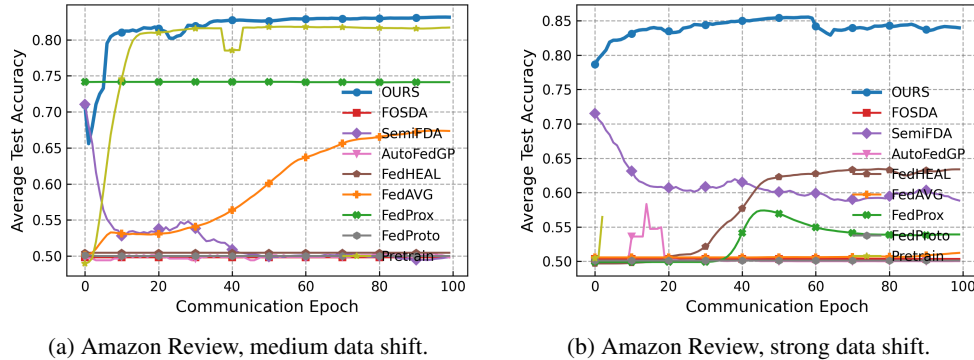 0.80
0.75
0.70
0.65
0.60
0.55
0.50
Average Test Accuracy
0 20 40 60 80 100
Communication Epoch
OURS
FOSDA
SemiFDA
AutoFedGP
FedHEAL
FedAVG
FedProx
FedProto
Pretrain
(a) Amazon Review, medium data shift.
0.85
0.80
0.75
0.70
0.65
0.60
0.55
0.50
Average Test Accuracy
0 20 40 60 80 100
Communication Epoch
OURS
FOSDA
SemiFDA
AutoFedGP
FedHEAL
FedAVG
FedProx
FedProto
Pretrain
(b) Amazon Review, strong data shift.